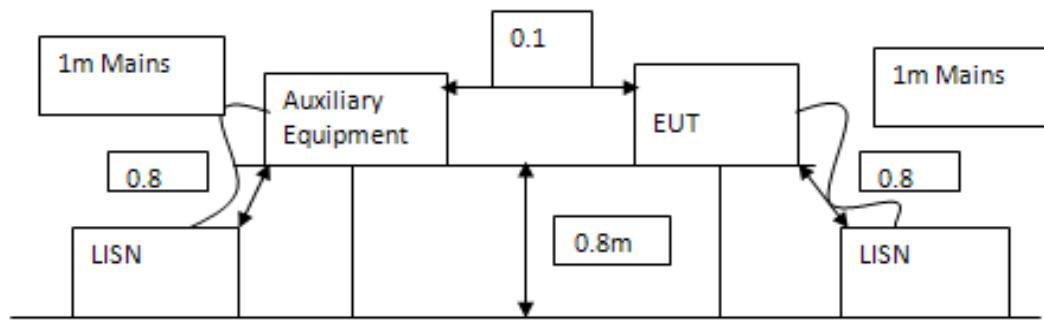 0.1
1m Mains
1m Mains
Auxiliary
Equipment
EUT
0.8
0.8
0.8m
LISN
LISN